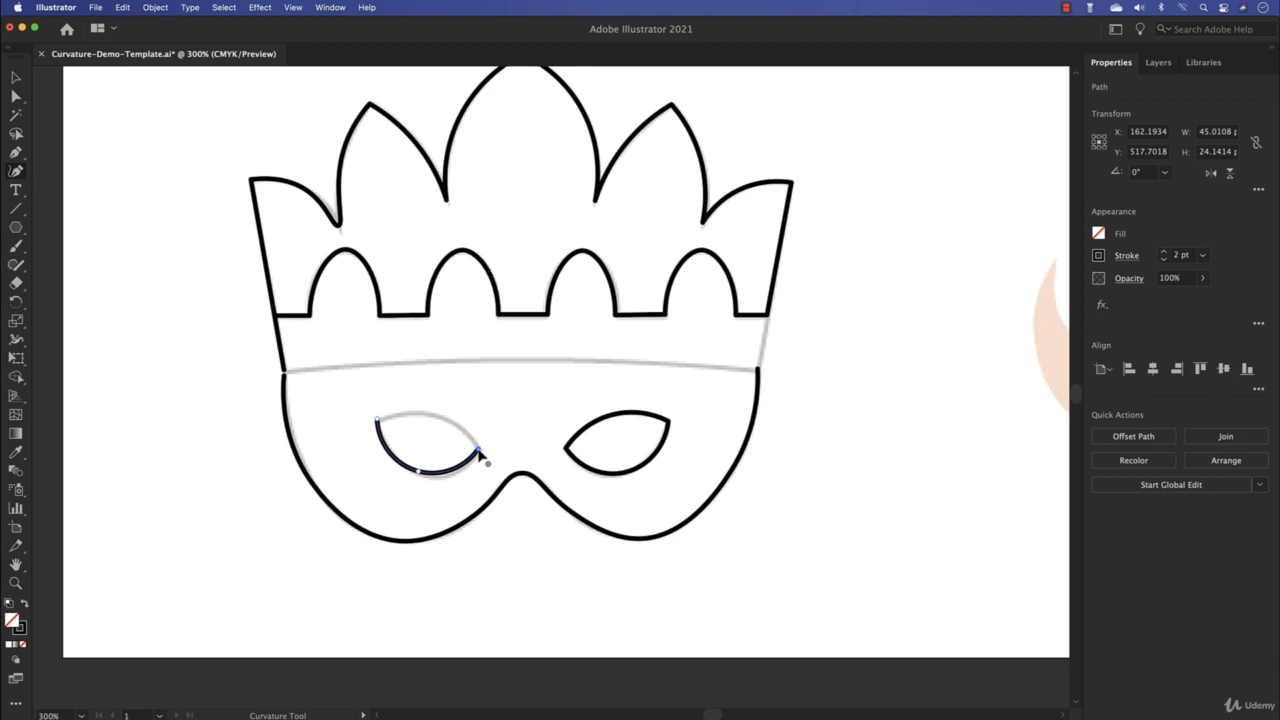 Illustrator File Edit Object Type Select Effect View Window Help
Adobe Illustrator 2021
Search Adobe Help
× Curvature-Demo-Template.ai* @ 300% (CMYK/Preview)
Properties Layers Libraries
Path
Transform
X: 162.1934 W: 45.0108 p
Y: 517.7018 H: 24.1414 p
0°
Appearance
Fill
Stroke 2 pt
Opacity 100%
fx.
Align
Quick Actions
Offset Path Join
Recolor Arrange
Start Global Edit
300% 1 Curvature Tool
Udemy